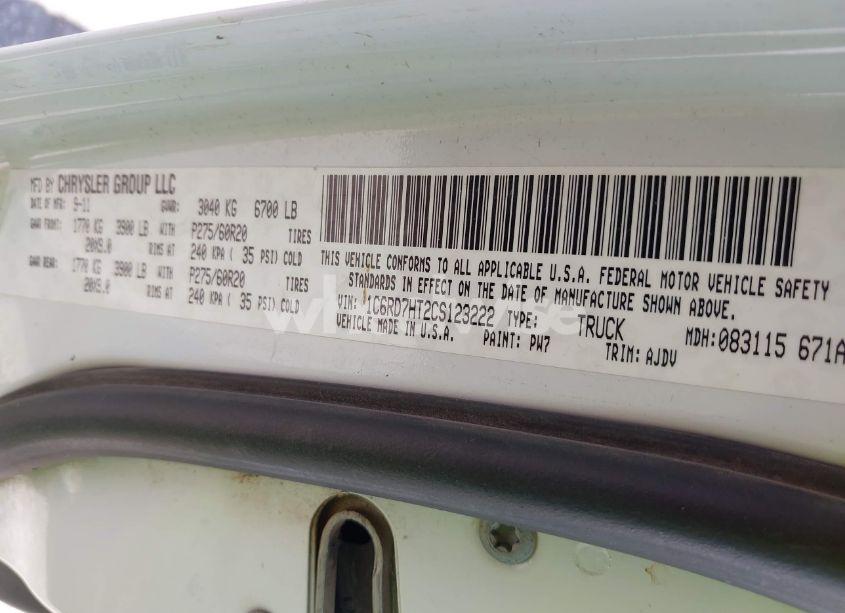 MFD BY CHRYSLER GROUP LLC
DATE OF MFR: 9-11 GVWR: 3040 KG 6700 LB
GAWR FRONT: 1770 KG 3900 LB WITH P275/60R20 TIRES
20X9.0 RIMS AT 240 KPA ( 35 PSI) COLD
GAWR REAR: 1770 KG 3900 LB WITH P275/60R20 TIRES
20X9.0 RIMS AT 240 KPA ( 35 PSI) COLD
THIS VEHICLE CONFORMS TO ALL APPLICABLE U.S.A. FEDERAL MOTOR VEHICLE SAFETY
STANDARDS IN EFFECT ON THE DATE OF MANUFACTURE SHOWN ABOVE.
VIN: 1C6RD7HT2CS123222 TYPE: TRUCK MDH: 083115 671A
VEHICLE MADE IN U.S.A. PAINT: PW7 TRIM: AJDV